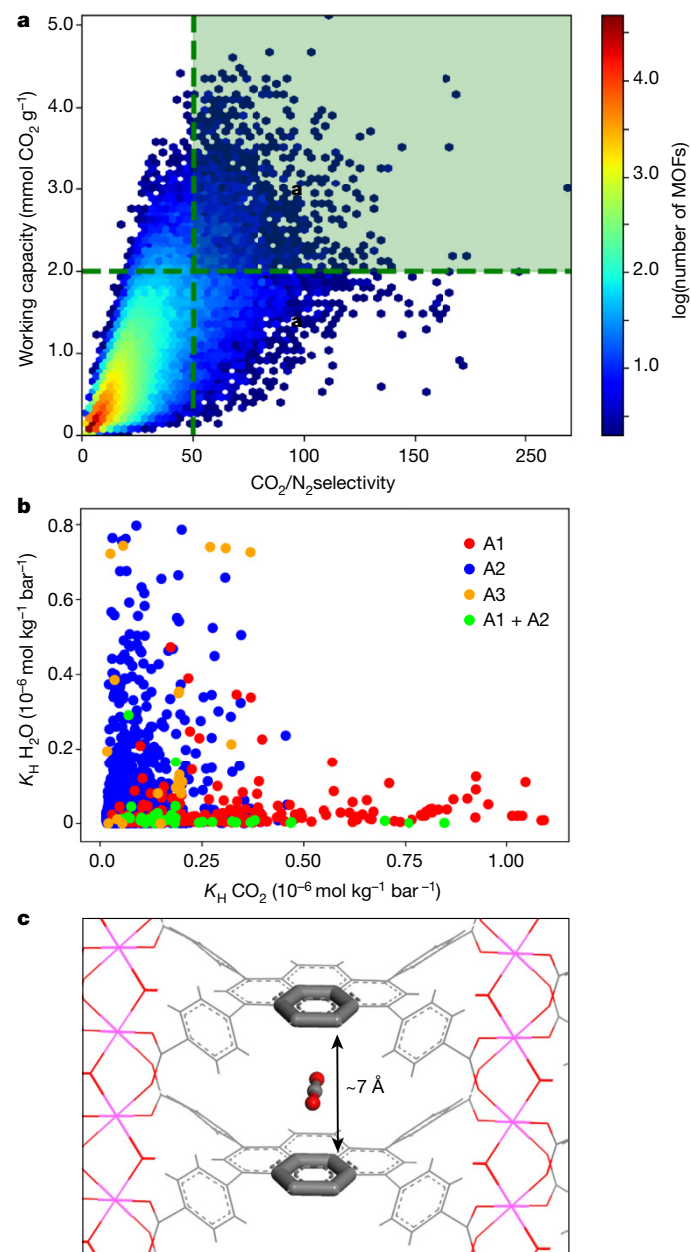 a
5.0
4.0
3.0
2.0
1.0
0
Working capacity (mmol CO₂ g⁻¹)
a
a
0
50
100
150
250
CO₂/N₂selectivity
4.0
3.0
2.0
1.0
log(number of MOFs)
b
0.8
0.6
0.4
0.2
0
K_H H₂O (10⁻⁶ mol kg⁻¹ bar⁻¹)
A1
A2
A3
A1 + A2
0.0
0.25
0.50
0.75
1.00
K_H CO₂ (10⁻⁶ mol kg⁻¹ bar⁻¹)
c
~7 Å